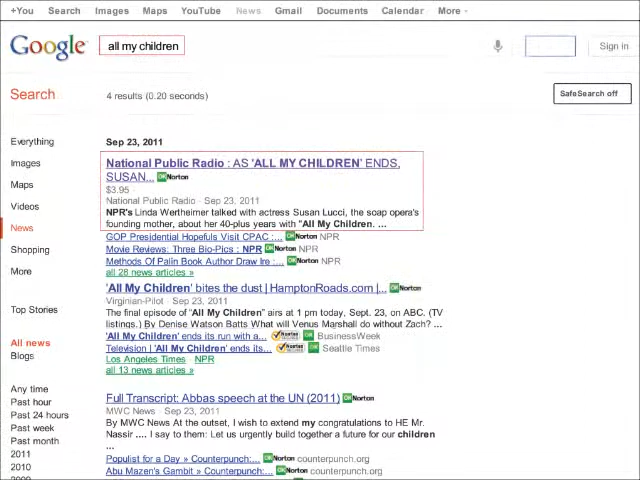 +You Search Images Maps YouTube News Gmail Documents Calendar More
Google all my children Sign in
Search 4 results (0.20 seconds) SafeSearch off
Everything
Images
Maps
Videos
News
Shopping
More
Top Stories
All news
Blogs
Any time
Past hour
Past 24 hours
Past week
Past month
2011
2010
2009
Sep 23, 2011
National Public Radio : AS 'ALL MY CHILDREN' ENDS,
SUSAN... OK Norton
$3.95
National Public Radio - Sep 23, 2011
NPR's Linda Wertheimer talked with actress Susan Lucci, the soap opera's
founding mother, about her 40-plus years with "All My Children. ...
GOP Presidential Hopefuls Visit CPAC :... OK Norton NPR
Movie Reviews: Three Bio-Pics : NPR OK Norton NPR
Methods Of Palin Book Author Draw Ire :... OK Norton NPR
all 28 news articles »
'All My Children' bites the dust | HamptonRoads.com |... OK Norton
Virginian-Pilot - Sep 23, 2011
The final episode of "All My Children" airs at 1 pm today, Sept. 23, on ABC. (TV
listings.) By Denise Watson Batts What will Venus Marshall do without Zach? ...
'All My Children' ends its run with a... Norton OK BusinessWeek
Television | 'All My Children' ends its... Norton OK Seattle Times
Los Angeles Times - NPR
all 13 news articles »
Full Transcript: Abbas speech at the UN (2011) OK Norton
MWC News - Sep 23, 2011
By MWC News At the outset, I wish to extend my congratulations to HE Mr.
Nassir .... I say to them: Let us urgently build together a future for our children
...
Populist for a Day » Counterpunch:... OK Norton counterpunch.org
Abu Mazen's Gambit » Counterpunch:... OK Norton counterpunch.org